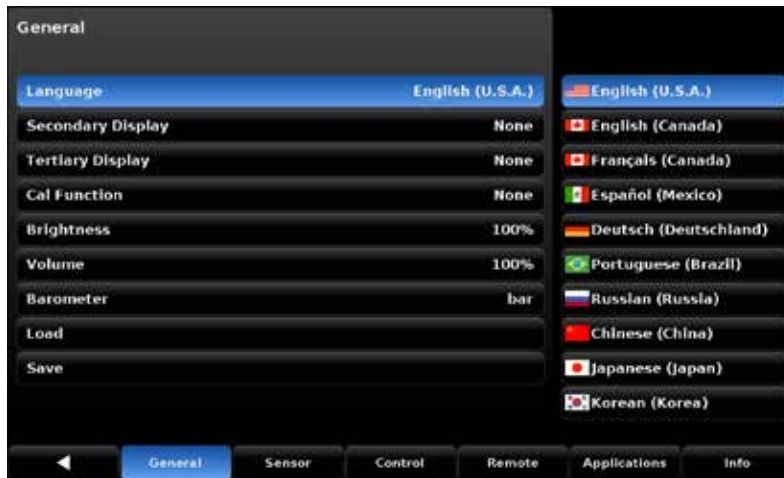 General
Language English (U.S.A.)
Secondary Display None
Tertiary Display None
Cal Function None
Brightness 100%
Volume 100%
Barometer bar
Load
Save
English (U.S.A.)
English (Canada)
Français (Canada)
Español (Mexico)
Deutsch (Deutschland)
Portuguese (Brazil)
Russian (Russia)
Chinese (China)
Japanese (Japan)
Korean (Korea)
General Sensor Control Remote Applications Info